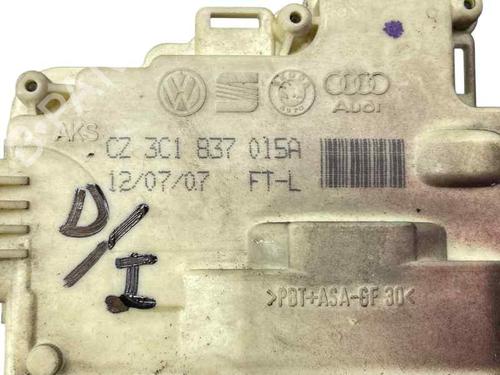 Audi
AKS
CZ 3C1 837 015A
12/07/07 FT-L
D/I
>PBT+ASA-GF 30<